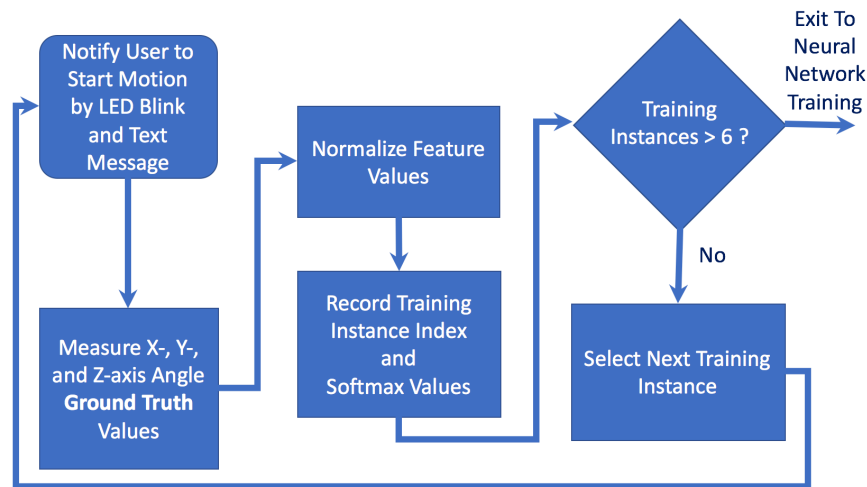 Notify User to
Start Motion
by LED Blink
and Text
Message
Measure X-, Y-,
and Z-axis Angle
Ground Truth
Values
Normalize Feature
Values
Record Training
Instance Index
and
Softmax Values
Training
Instances > 6 ?
Exit To
Neural
Network
Training
No
Select Next Training
Instance